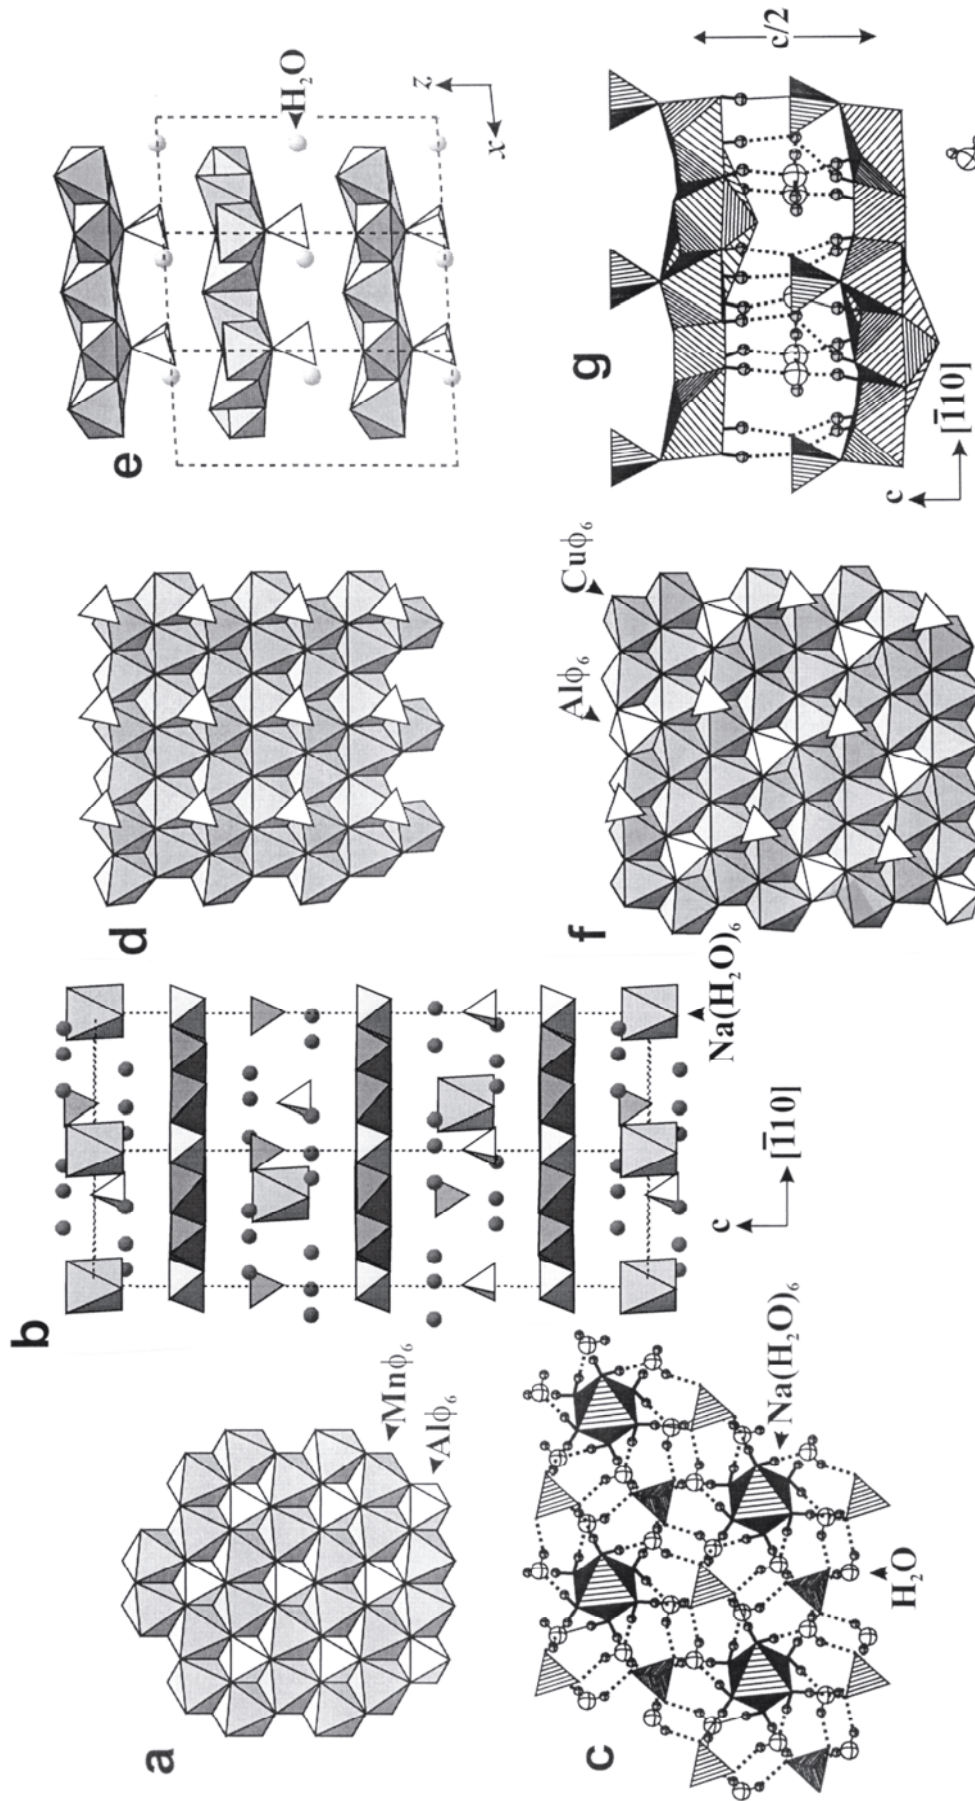 a
Mnϕ₆
Alϕ₆
b
c
[1̄10]
Na(H₂O)₆
c
Na(H₂O)₆
H₂O
d
e
H₂O
z
x
f
Alϕ₆
Cuϕ₆
g
c/2
c
[1̄10]